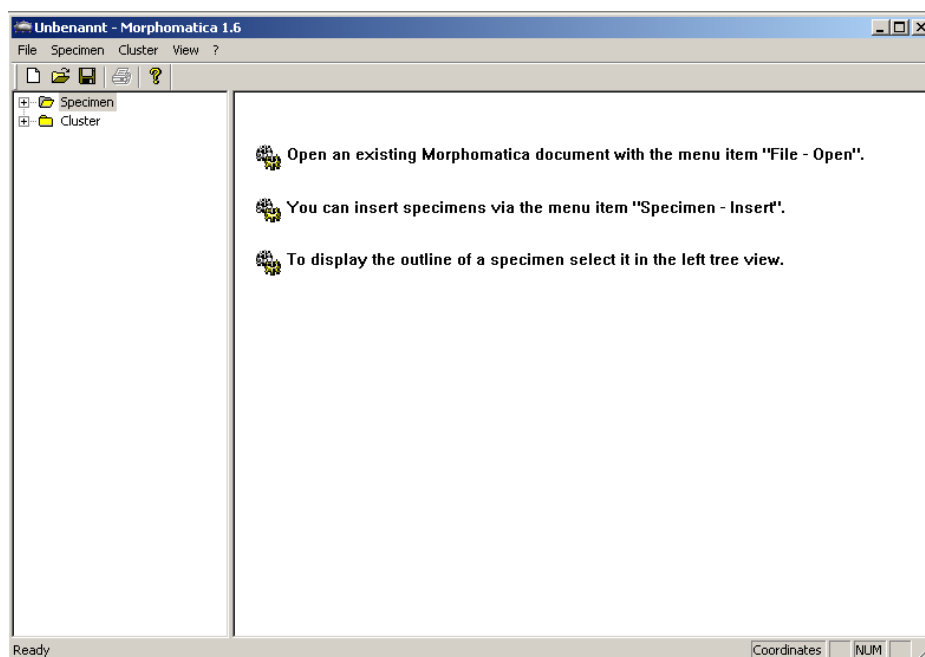 Unbenannt - Morphomatica 1.6
File Specimen Cluster View ?
Specimen
Cluster
Open an existing Morphomatica document with the menu item "File - Open".
You can insert specimens via the menu item "Specimen - Insert".
To display the outline of a specimen select it in the left tree view.
Ready Coordinates NUM